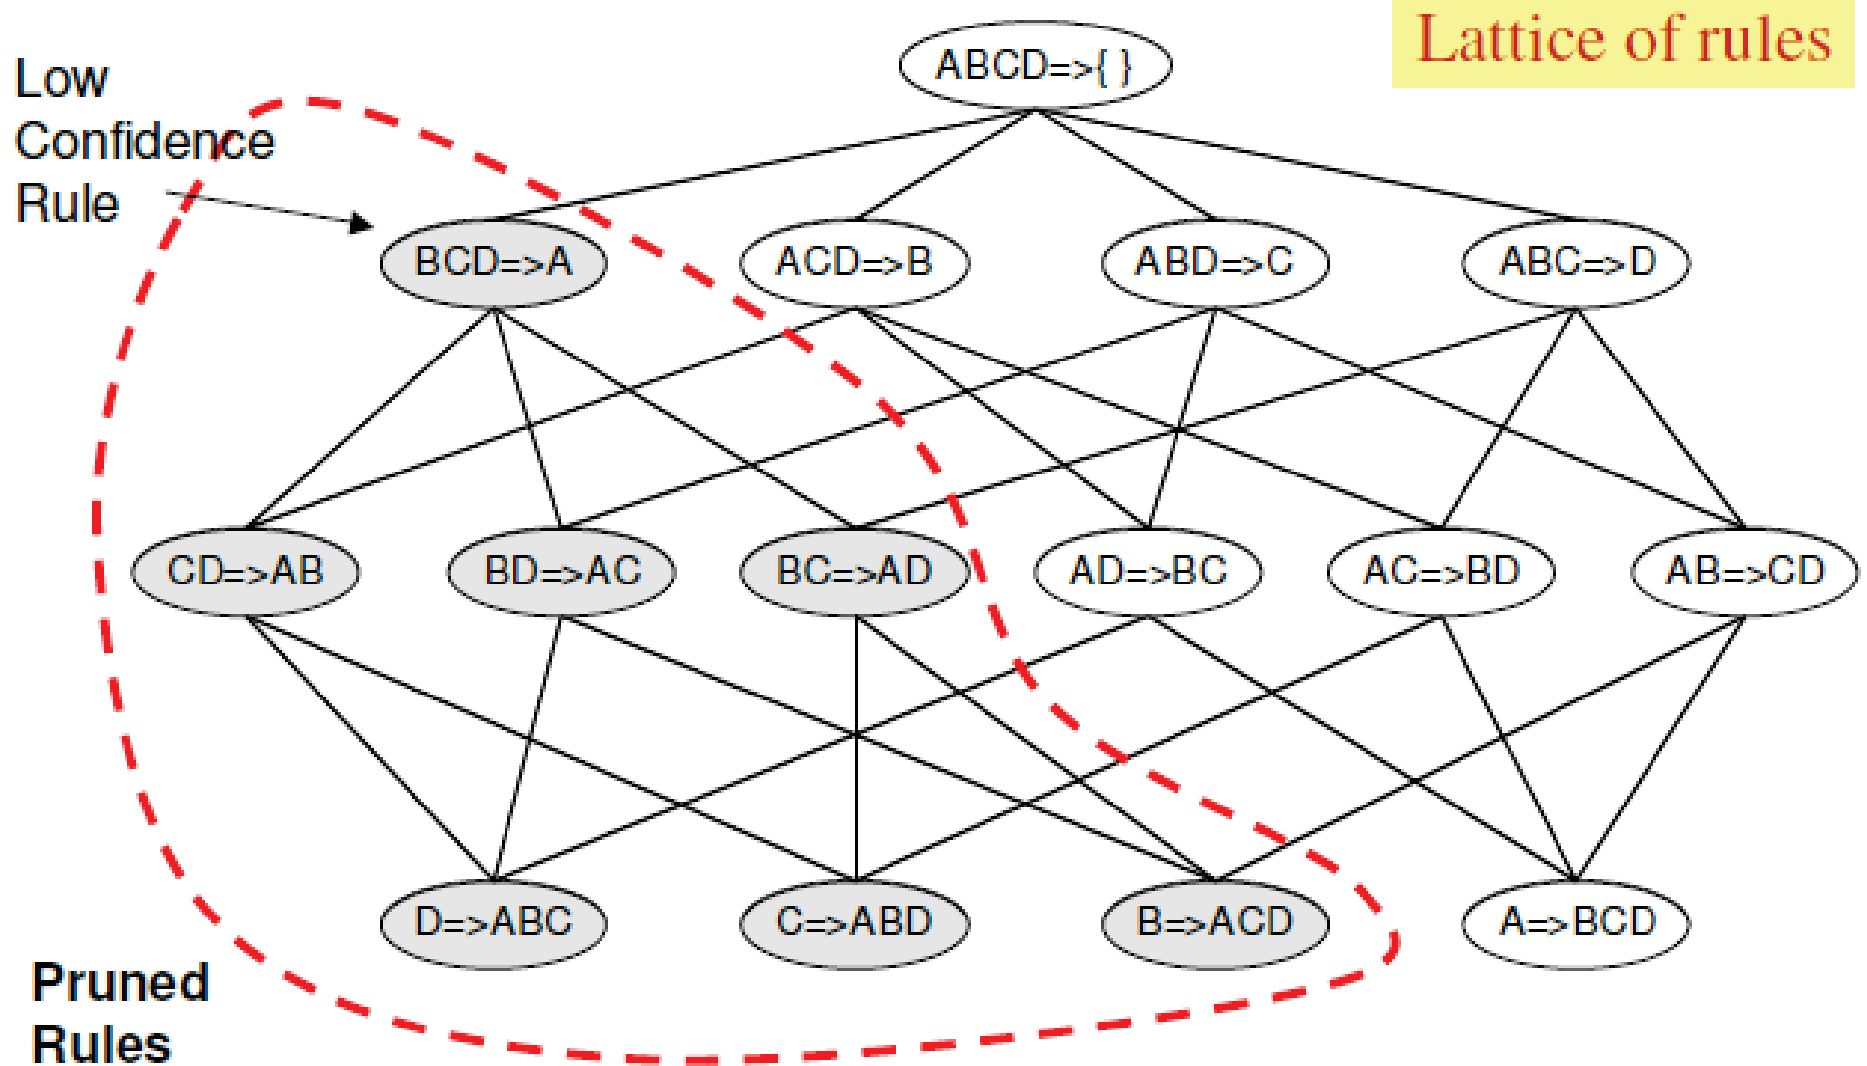 Lattice of rules
ABCD=>{ }
Low
Confidence
Rule
BCD=>A
ACD=>B
ABD=>C
ABC=>D
CD=>AB
BD=>AC
BC=>AD
AD=>BC
AC=>BD
AB=>CD
D=>ABC
C=>ABD
B=>ACD
A=>BCD
Pruned
Rules